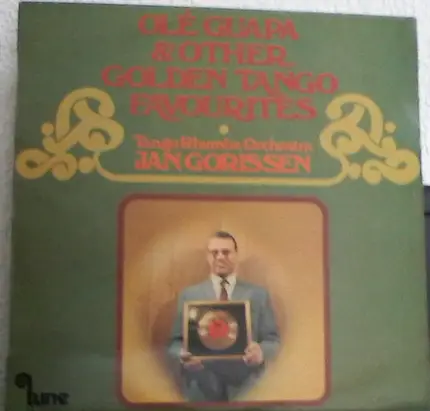 OLÉ GUAPA
& OTHER
GOLDEN TANGO
FAVOURITES
Tango Rhumba Orchestra
JAN GORISSEN
Tune